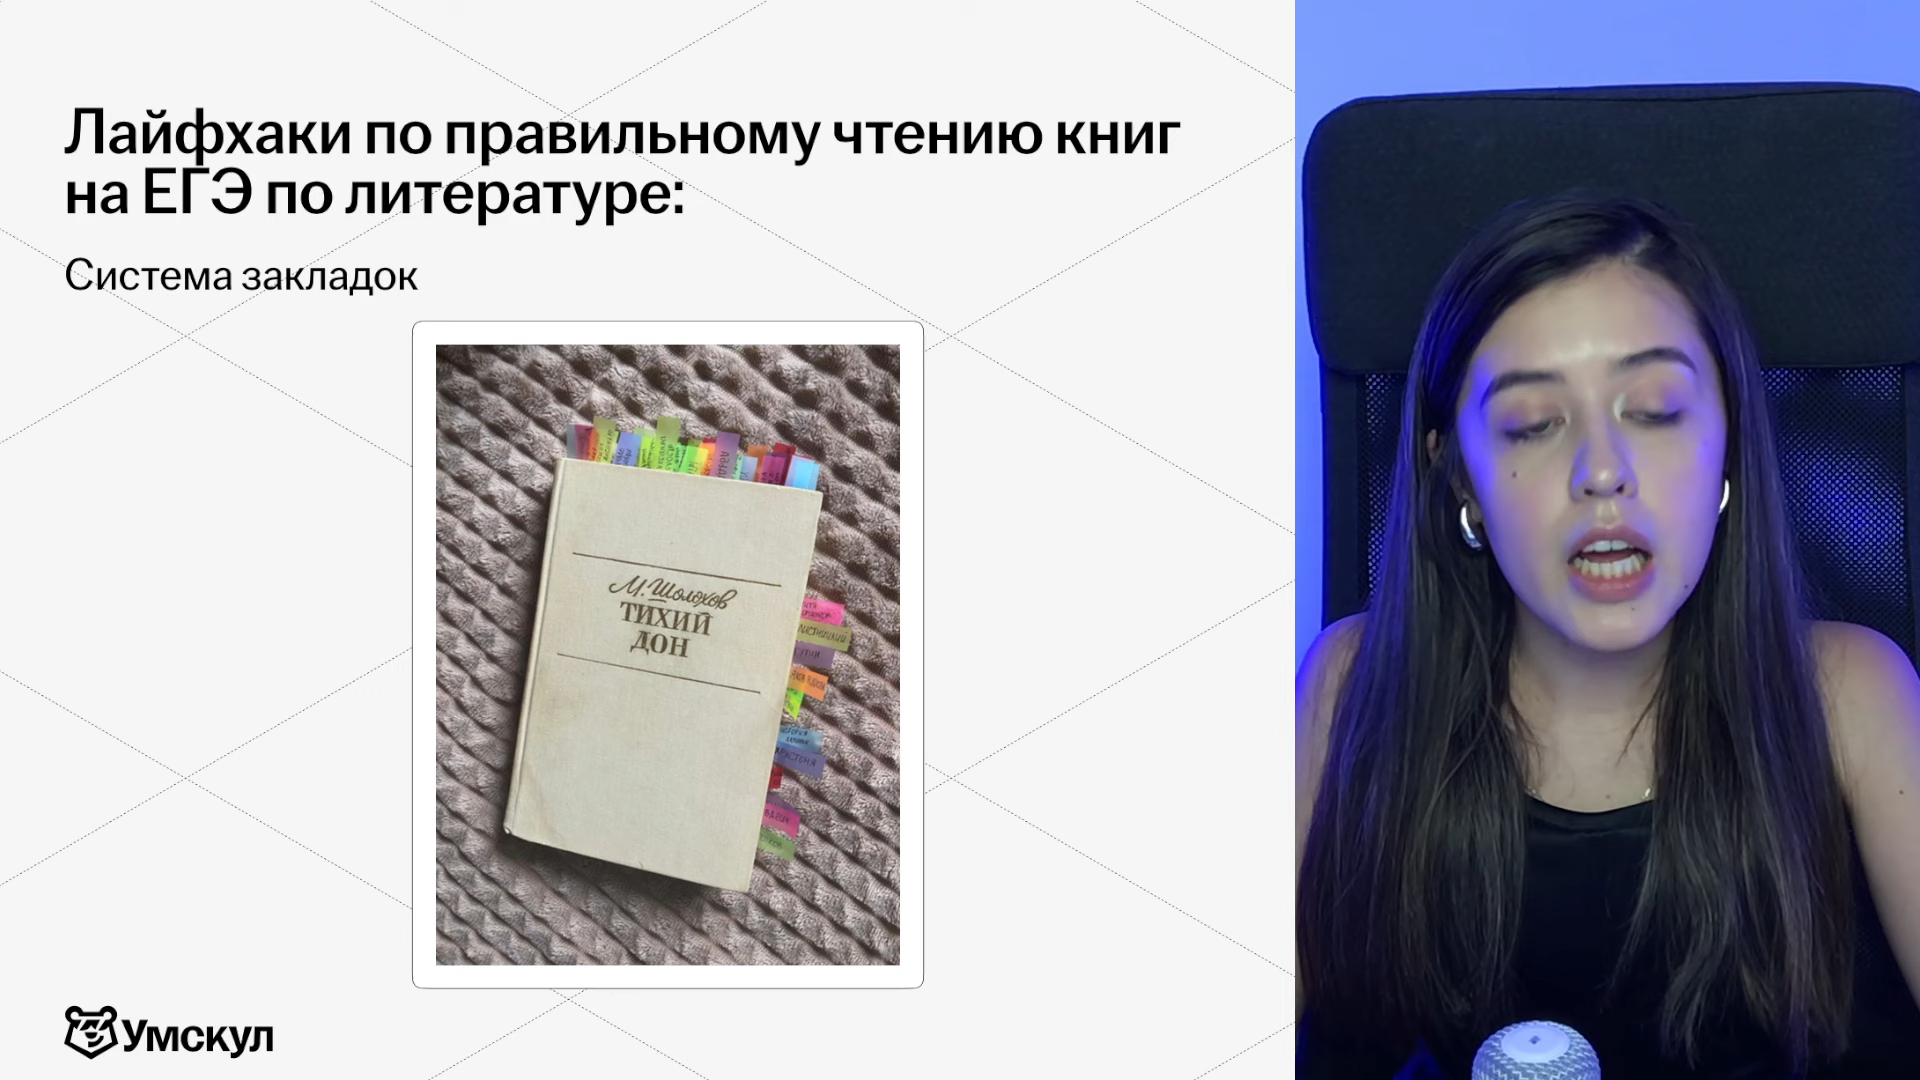 Лайфхаки по правильному чтению книг
на ЕГЭ по литературе:
Система закладок
М. Шолохов
ТИХИЙ
ДОН
Умскул